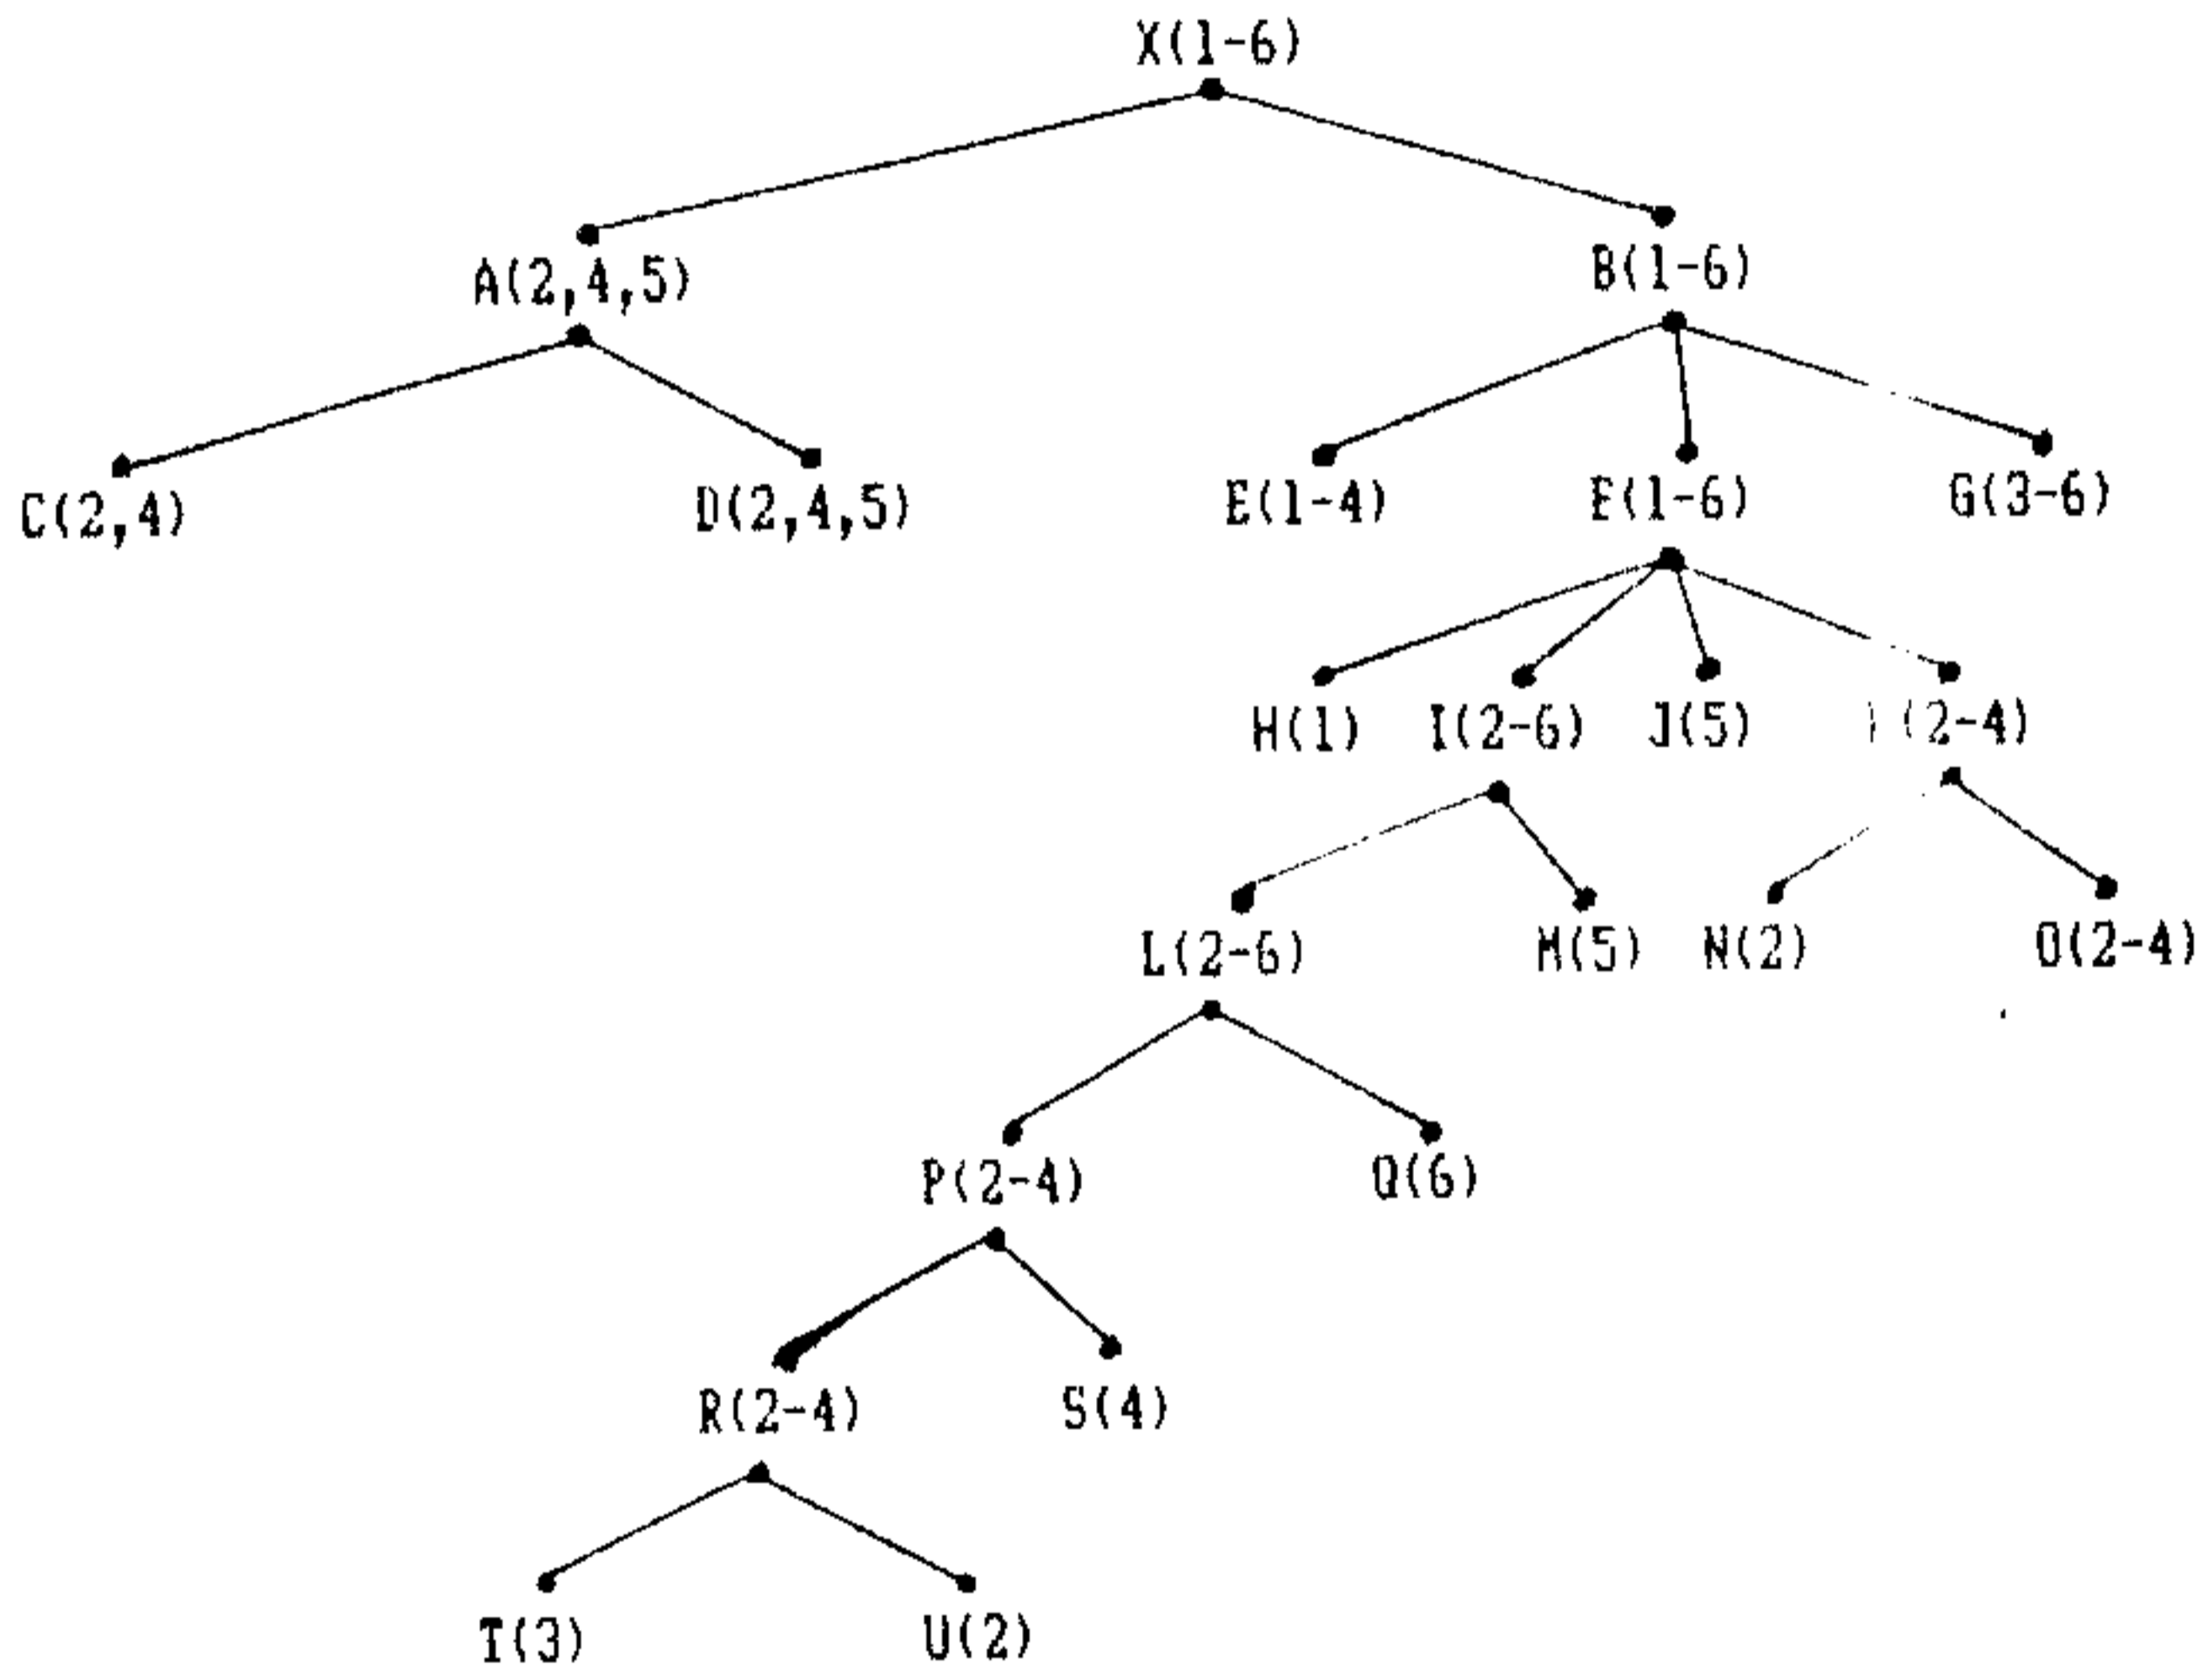 X(1-6)
A(2,4,5)
B(1-6)
C(2,4)
D(2,4,5)
E(1-4)
F(1-6)
G(3-6)
H(1)
I(2-6)
J(5)
(2-4)
L(2-6)
M(5)
N(2)
O(2-4)
P(2-4)
Q(6)
R(2-4)
S(4)
T(3)
U(2)